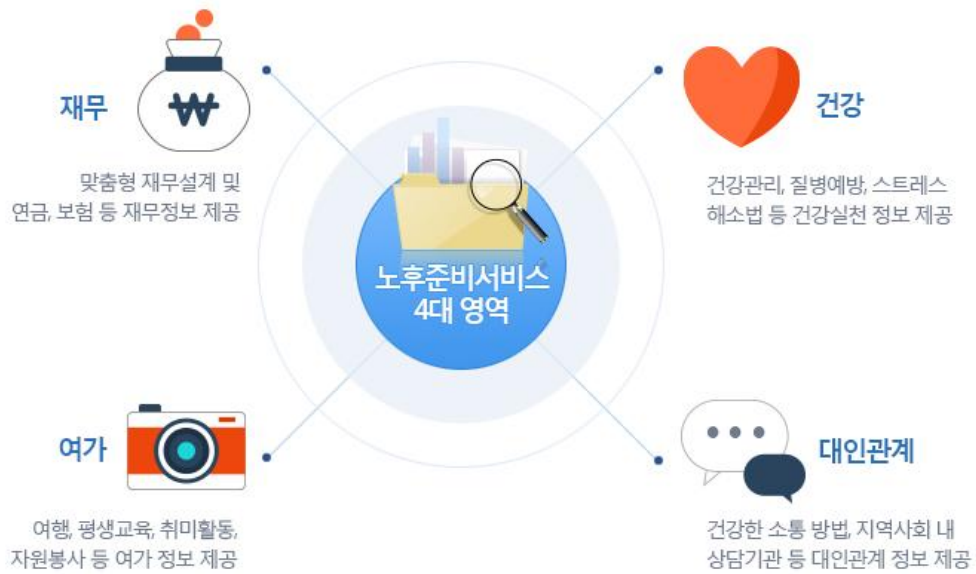 재무
맞춤형 재무설계 및
연금, 보험 등 재무정보 제공
건강
건강관리, 질병예방, 스트레스
해소법 등 건강실천 정보 제공
노후준비서비스
4대 영역
여가
여행, 평생교육, 취미활동,
자원봉사 등 여가 정보 제공
대인관계
건강한 소통 방법, 지역사회 내
상담기관 등 대인관계 정보 제공